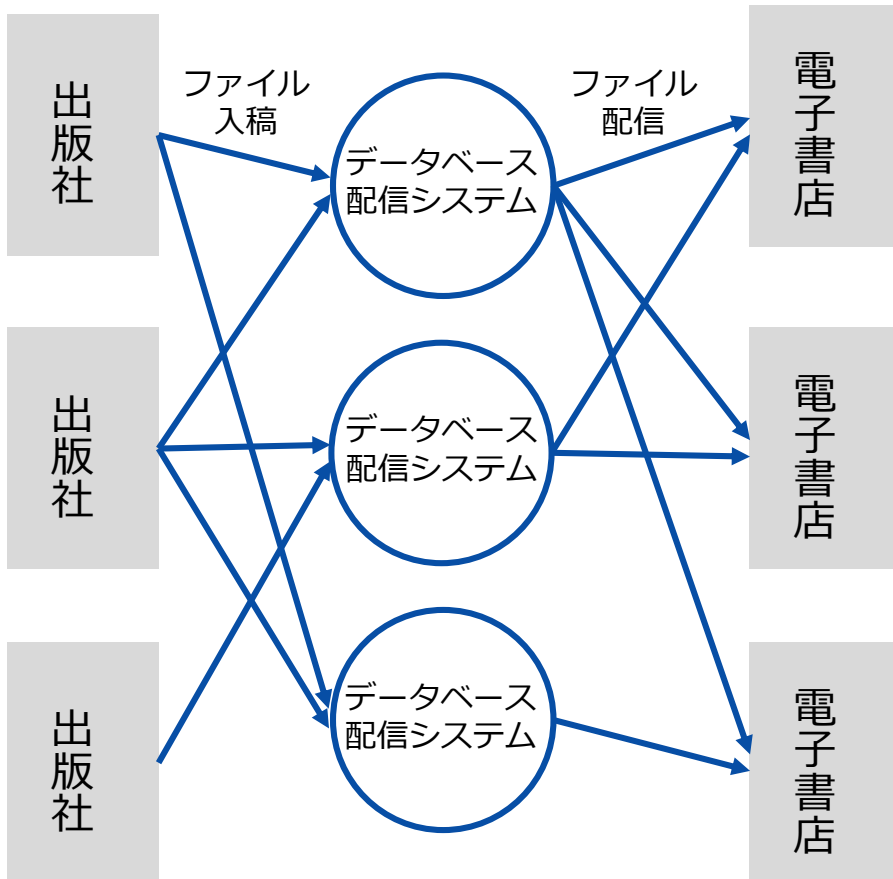 出版社
ファイル
入稿
データベース
配信システム
ファイル
配信
電子書店
出版社
データベース
配信システム
電子書店
出版社
データベース
配信システム
電子書店